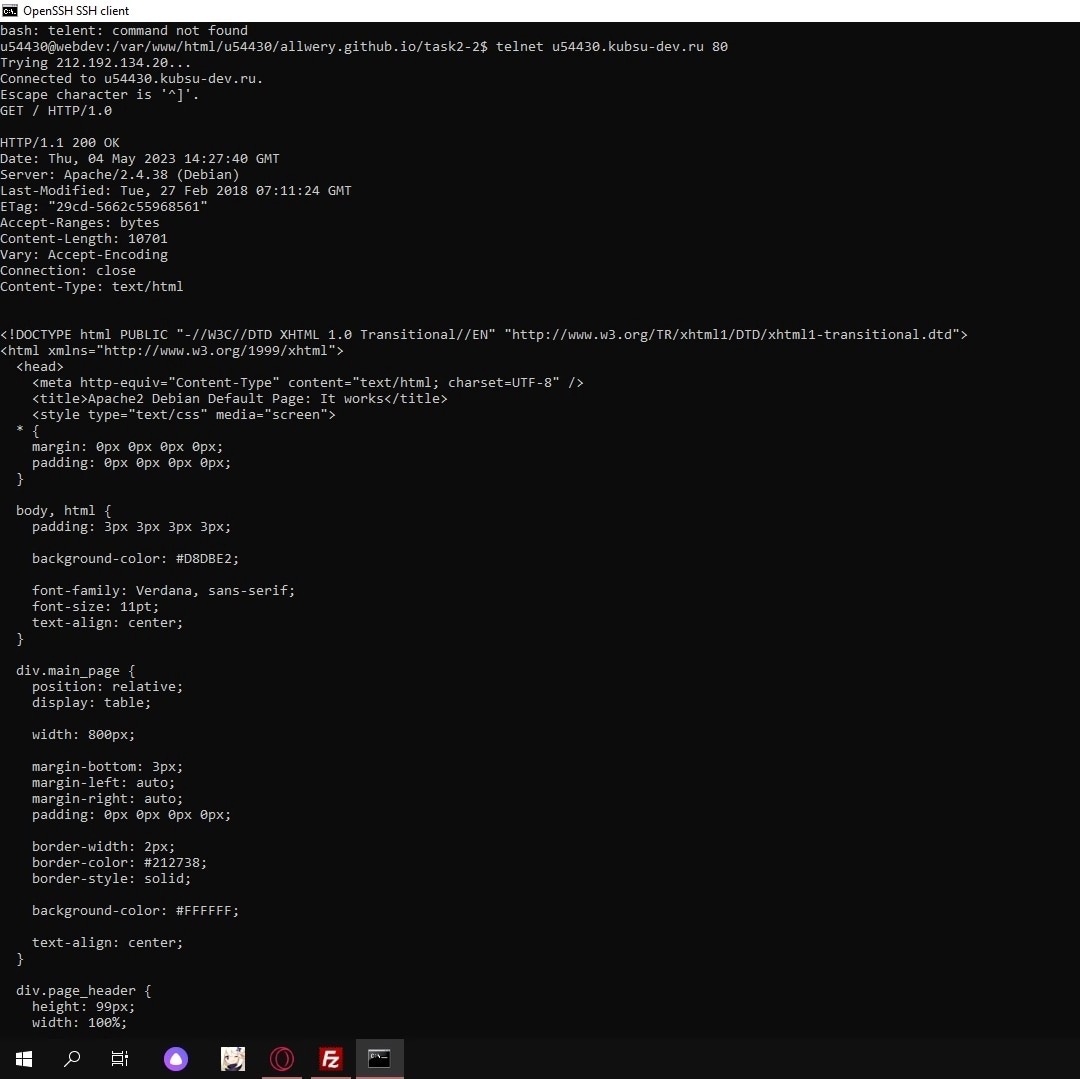 OpenSSH SSH client
bash: telent: command not found
u54430@webdev:/var/www/html/u54430/allwery.github.io/task2-2$ telnet u54430.kubsu-dev.ru 80
Trying 212.192.134.20...
Connected to u54430.kubsu-dev.ru.
Escape character is '^]'.
GET / HTTP/1.0

HTTP/1.1 200 OK
Date: Thu, 04 May 2023 14:27:40 GMT
Server: Apache/2.4.38 (Debian)
Last-Modified: Tue, 27 Feb 2018 07:11:24 GMT
ETag: "29cd-5662c55968561"
Accept-Ranges: bytes
Content-Length: 10701
Vary: Accept-Encoding
Connection: close
Content-Type: text/html


<!DOCTYPE html PUBLIC "-//W3C//DTD XHTML 1.0 Transitional//EN" "http://www.w3.org/TR/xhtml1/DTD/xhtml1-transitional.dtd">
<html xmlns="http://www.w3.org/1999/xhtml">
  <head>
    <meta http-equiv="Content-Type" content="text/html; charset=UTF-8" />
    <title>Apache2 Debian Default Page: It works</title>
    <style type="text/css" media="screen">
  * {
    margin: 0px 0px 0px 0px;
    padding: 0px 0px 0px 0px;
  }

  body, html {
    padding: 3px 3px 3px 3px;

    background-color: #D8DBE2;

    font-family: Verdana, sans-serif;
    font-size: 11pt;
    text-align: center;
  }

  div.main_page {
    position: relative;
    display: table;

    width: 800px;

    margin-bottom: 3px;
    margin-left: auto;
    margin-right: auto;
    padding: 0px 0px 0px 0px;

    border-width: 2px;
    border-color: #212738;
    border-style: solid;

    background-color: #FFFFFF;

    text-align: center;
  }

  div.page_header {
    height: 99px;
    width: 100%;